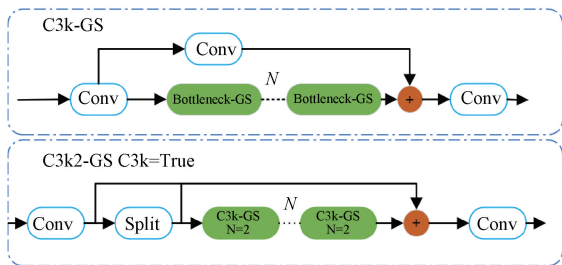 C3k-GS
Conv
N
Conv
Bottleneck-GS
Bottleneck-GS
+
Conv
C3k2-GS C3k=True
N
Conv
Split
C3k-GS
N=2
C3k-GS
N=2
+
Conv